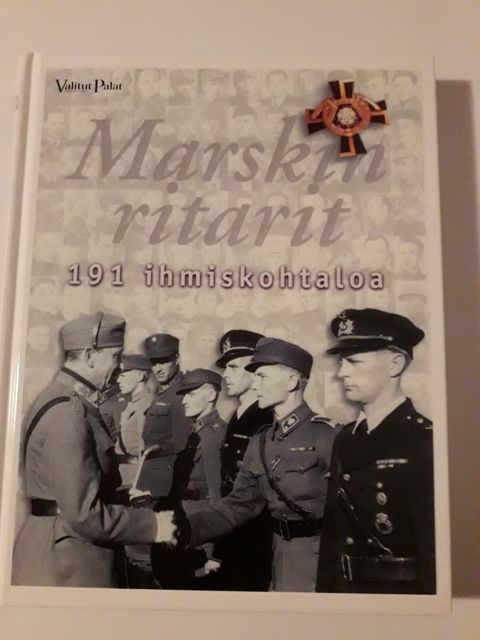 Valitut Palat
Marskin
ritarit
191 ihmiskohtaloa